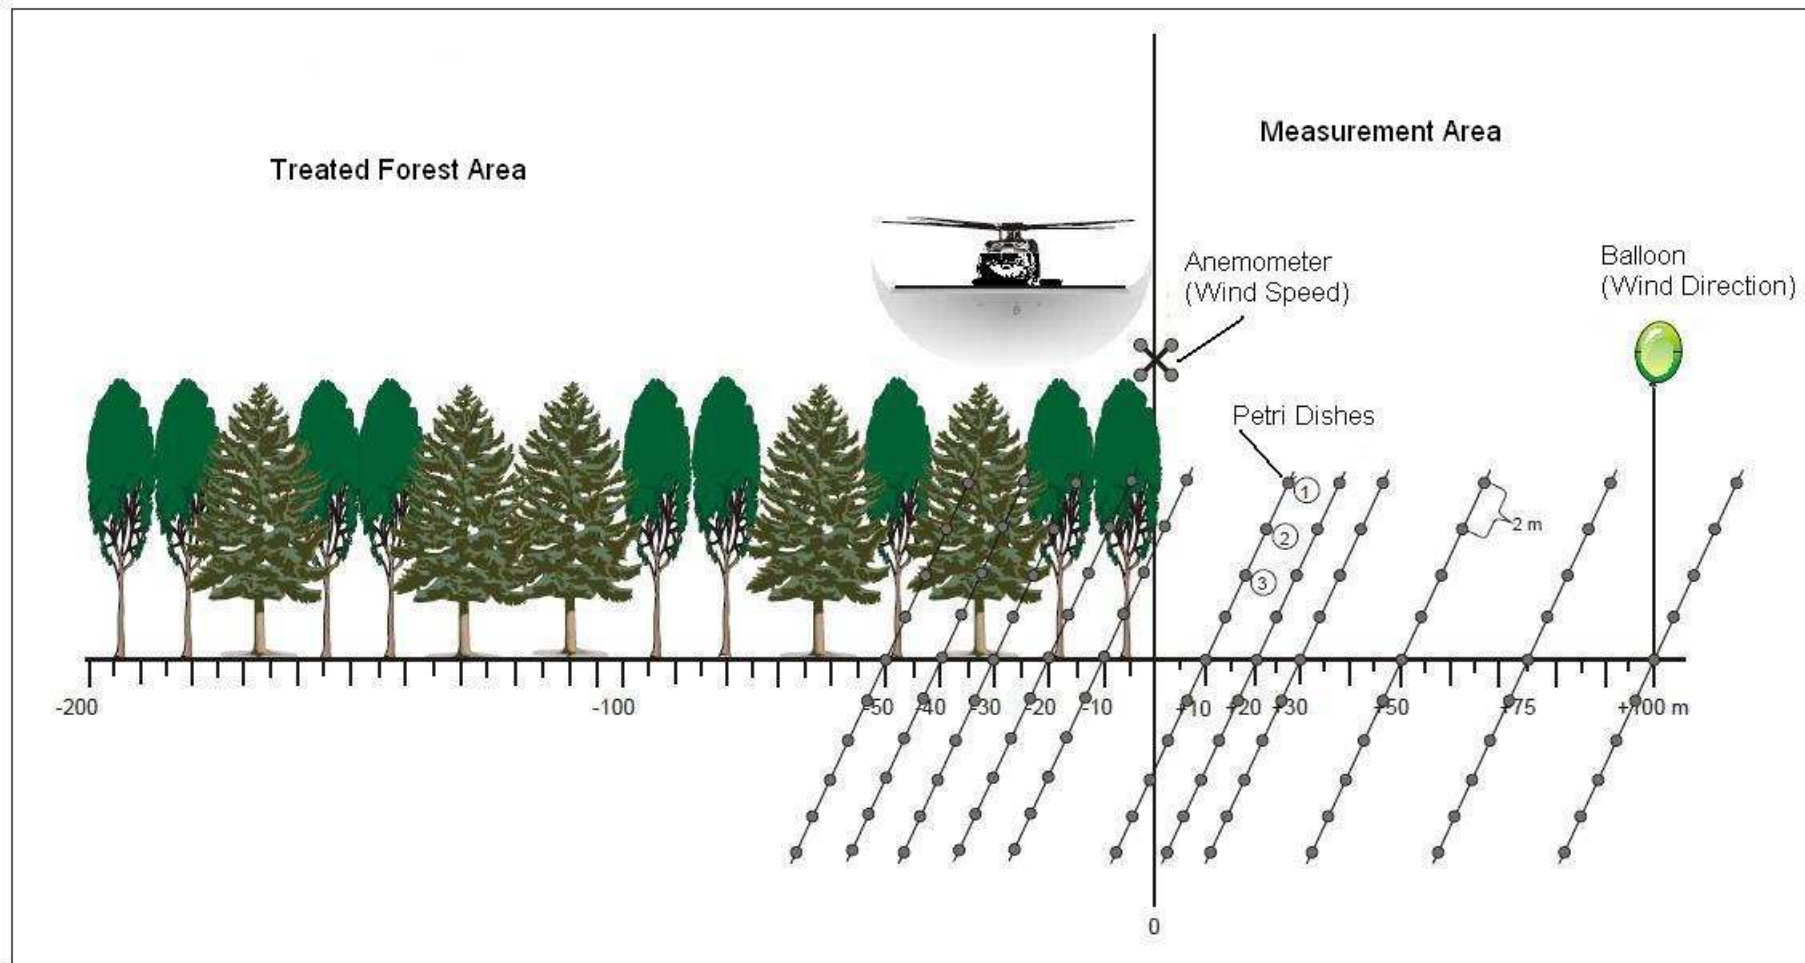 Treated Forest Area
Measurement Area
Anemometer
(Wind Speed)
Balloon
(Wind Direction)
Petri Dishes
1
2
3
2 m
-200
-100
-50
-40
-30
-20
-10
+10
+20
+30
+50
+75
+100 m
0